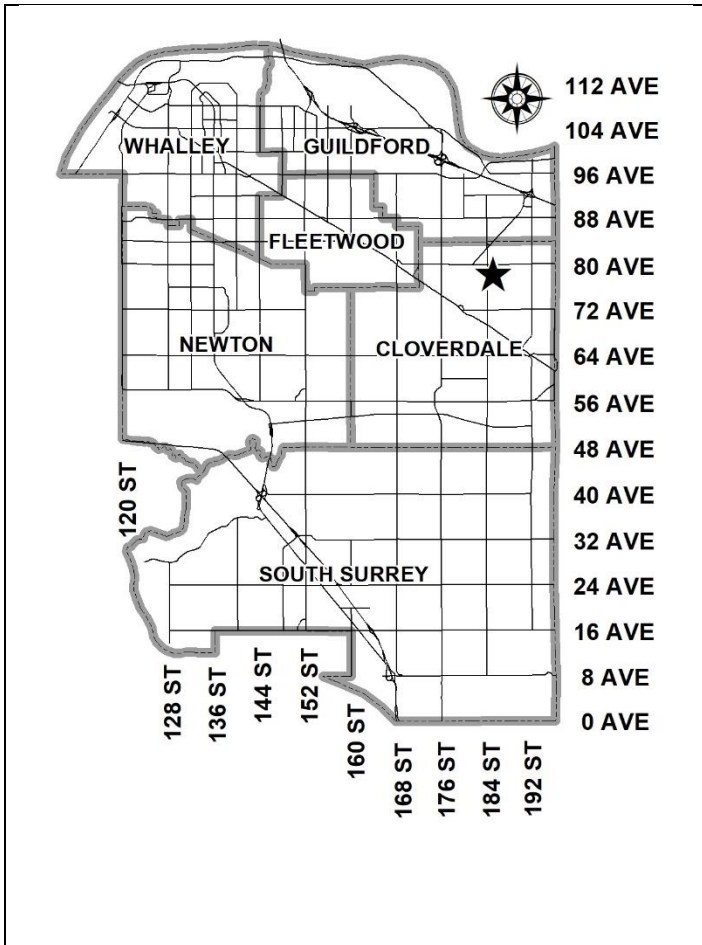 112 AVE
104 AVE
WHALLEY
GUILDFORD
96 AVE
88 AVE
FLEETWOOD
80 AVE
72 AVE
NEWTON
CLOVERDALE
64 AVE
56 AVE
48 AVE
120 ST
40 AVE
32 AVE
SOUTH SURREY
24 AVE
16 AVE
128 ST
136 ST
144 ST
152 ST
160 ST
8 AVE
168 ST
176 ST
184 ST
192 ST
0 AVE